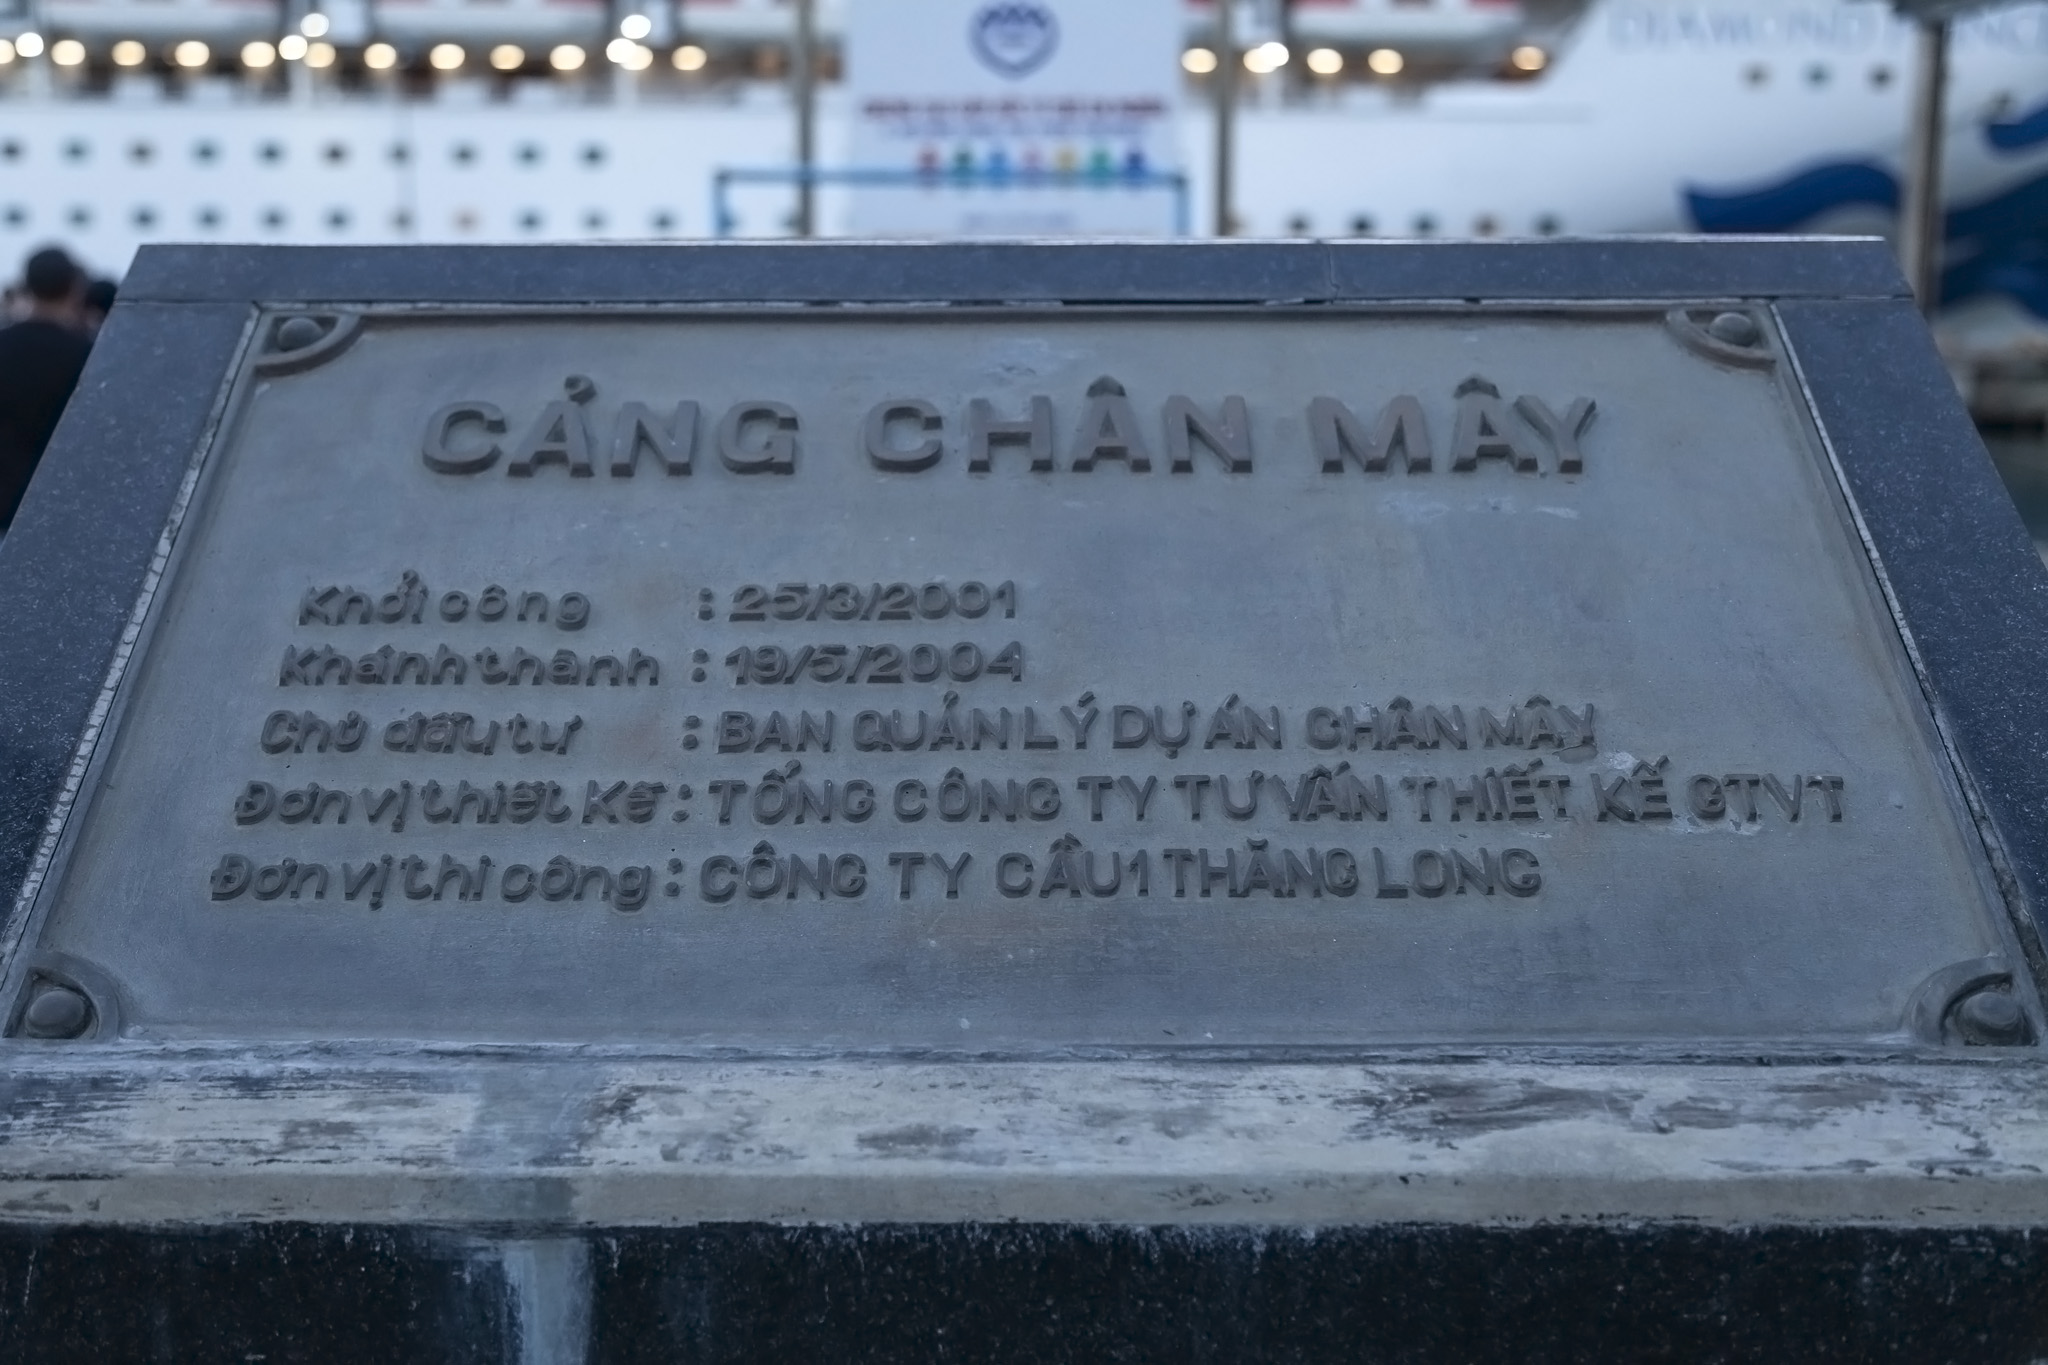 DIAMOND PRINCE
CẢNG CHÂN MÂY
Khởi công : 25/3/2001
Khánh thành : 19/5/2004
Chủ đầu tư : BAN QUẢN LÝ DỰ ÁN CHÂN MÂY
Đơn vị thiết kế : TỔNG CÔNG TY TƯ VẤN THIẾT KẾ GTVT
Đơn vị thi công : CÔNG TY CẦU 1 THĂNG LONG